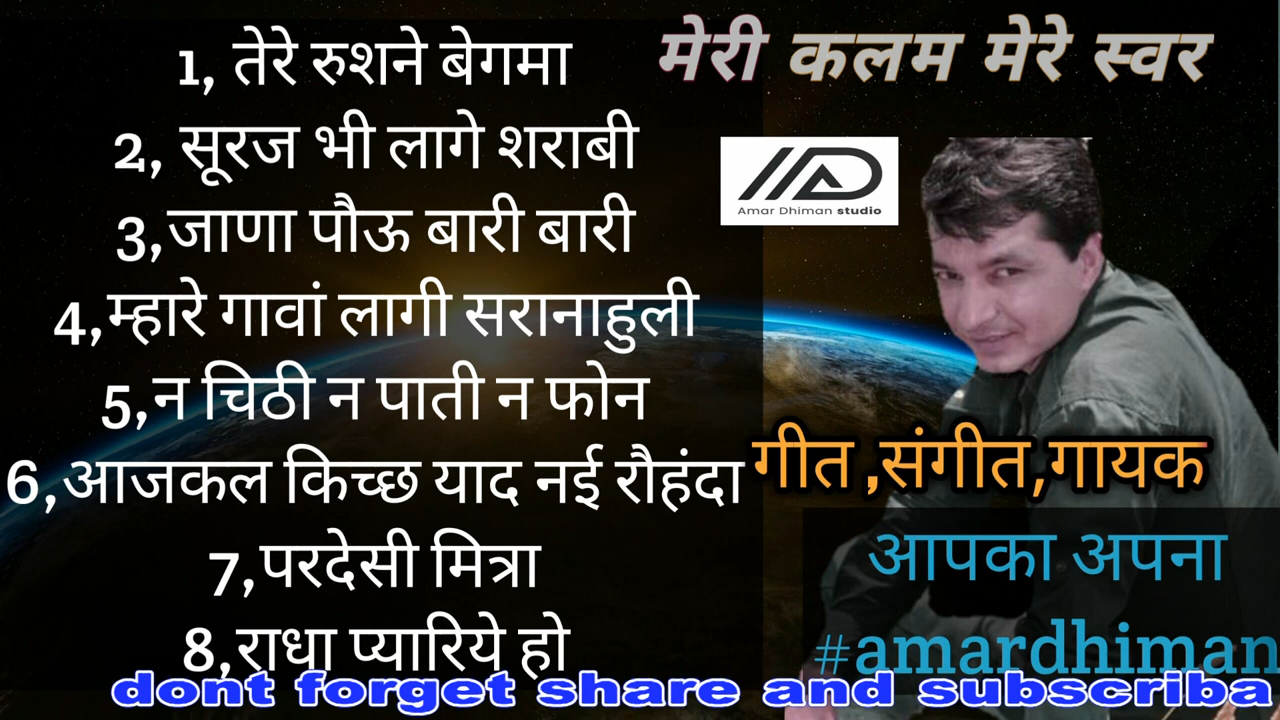 1, तेरे रुशने बेगमा
2, सूरज भी लागे शराबी
3,जाणा पौऊ बारी बारी
4,म्हारे गावां लागी सरानाहुली
5,न चिठी न पाती न फोन
6,आजकल किच्छ याद नई रौहंदा
7,परदेसी मित्रा
8,राधा प्यारिये हो
मेरी कलम मेरे स्वर
Amar Dhiman studio
गीत ,संगीत,गायक
आपका अपना
#amardhiman
dont forget share and subscriba